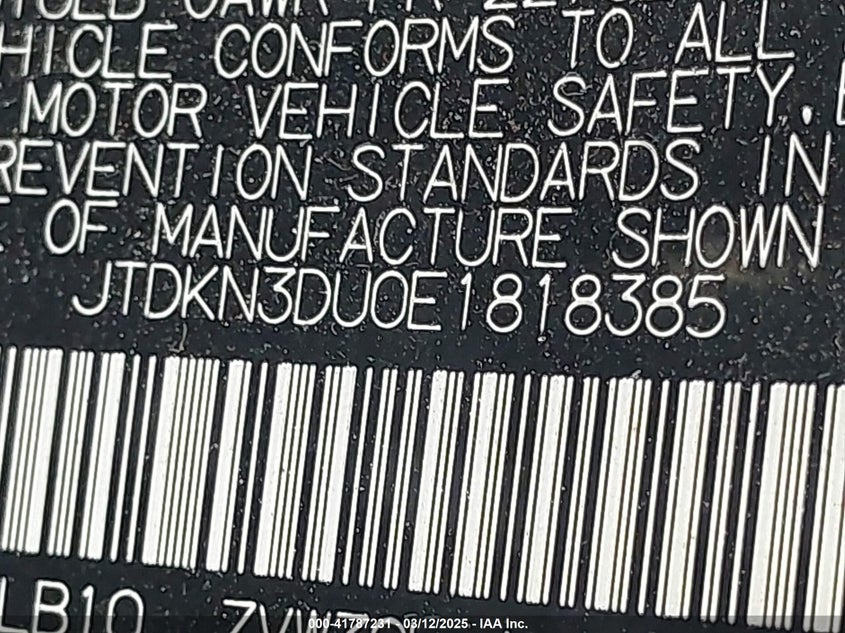 HICLE CONFORMS TO ALL
MOTOR VEHICLE SAFETY, B
REVENTION STANDARDS IN
OF MANUFACTURE SHOWN
JTDKN3DU0E1818385
LB10
000-41787231 - 03/12/2025 - IAA Inc.